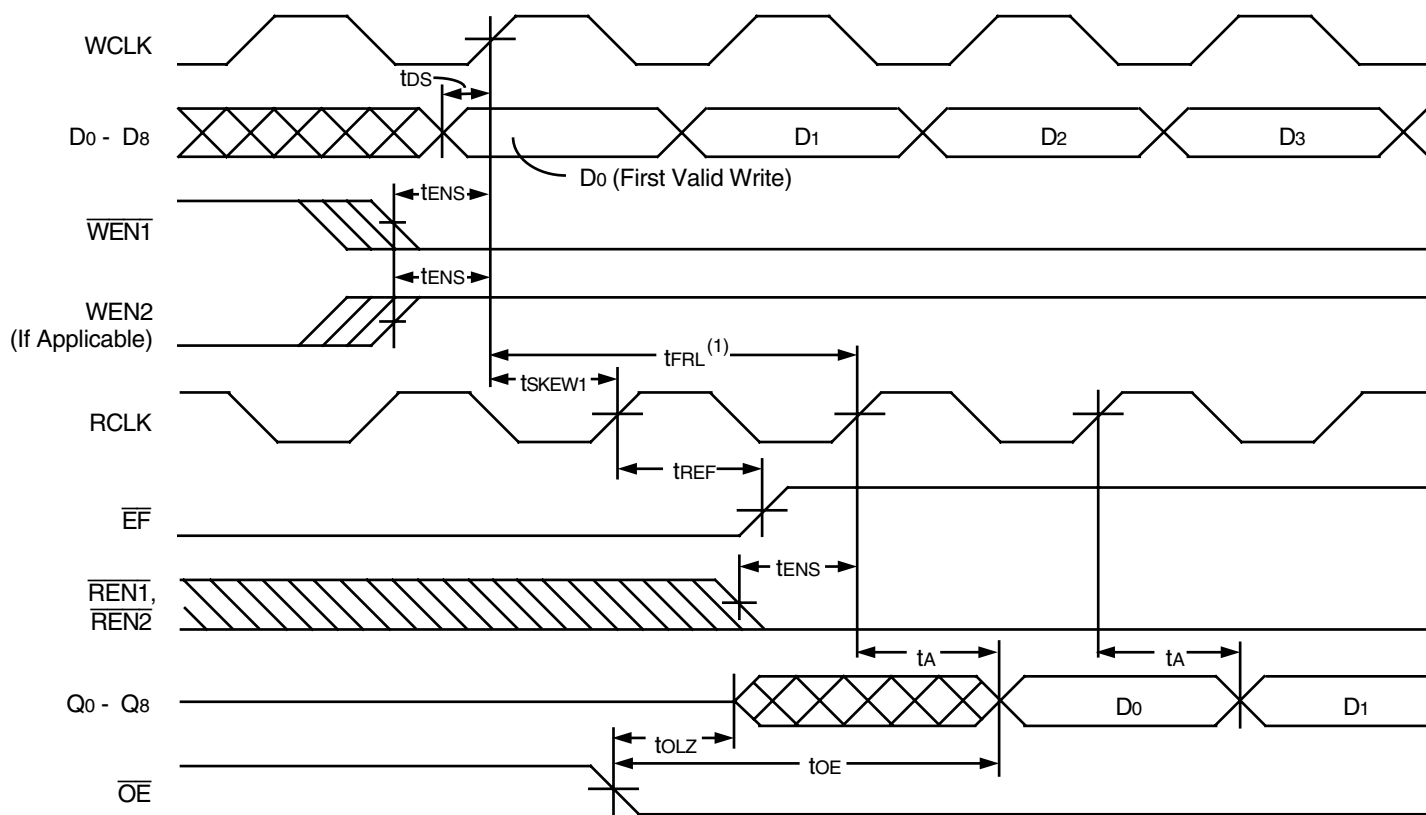 WCLK
tDS
D0 - D8
D1
D2
D3
D0 (First Valid Write)
tENS
WEN1
tENS
WEN2
(If Applicable)
tFRL(1)
tSKEW1
RCLK
tREF
EF
tENS
REN1,
REN2
tA
tA
Q0 - Q8
D0
D1
tOLZ
tOE
OE